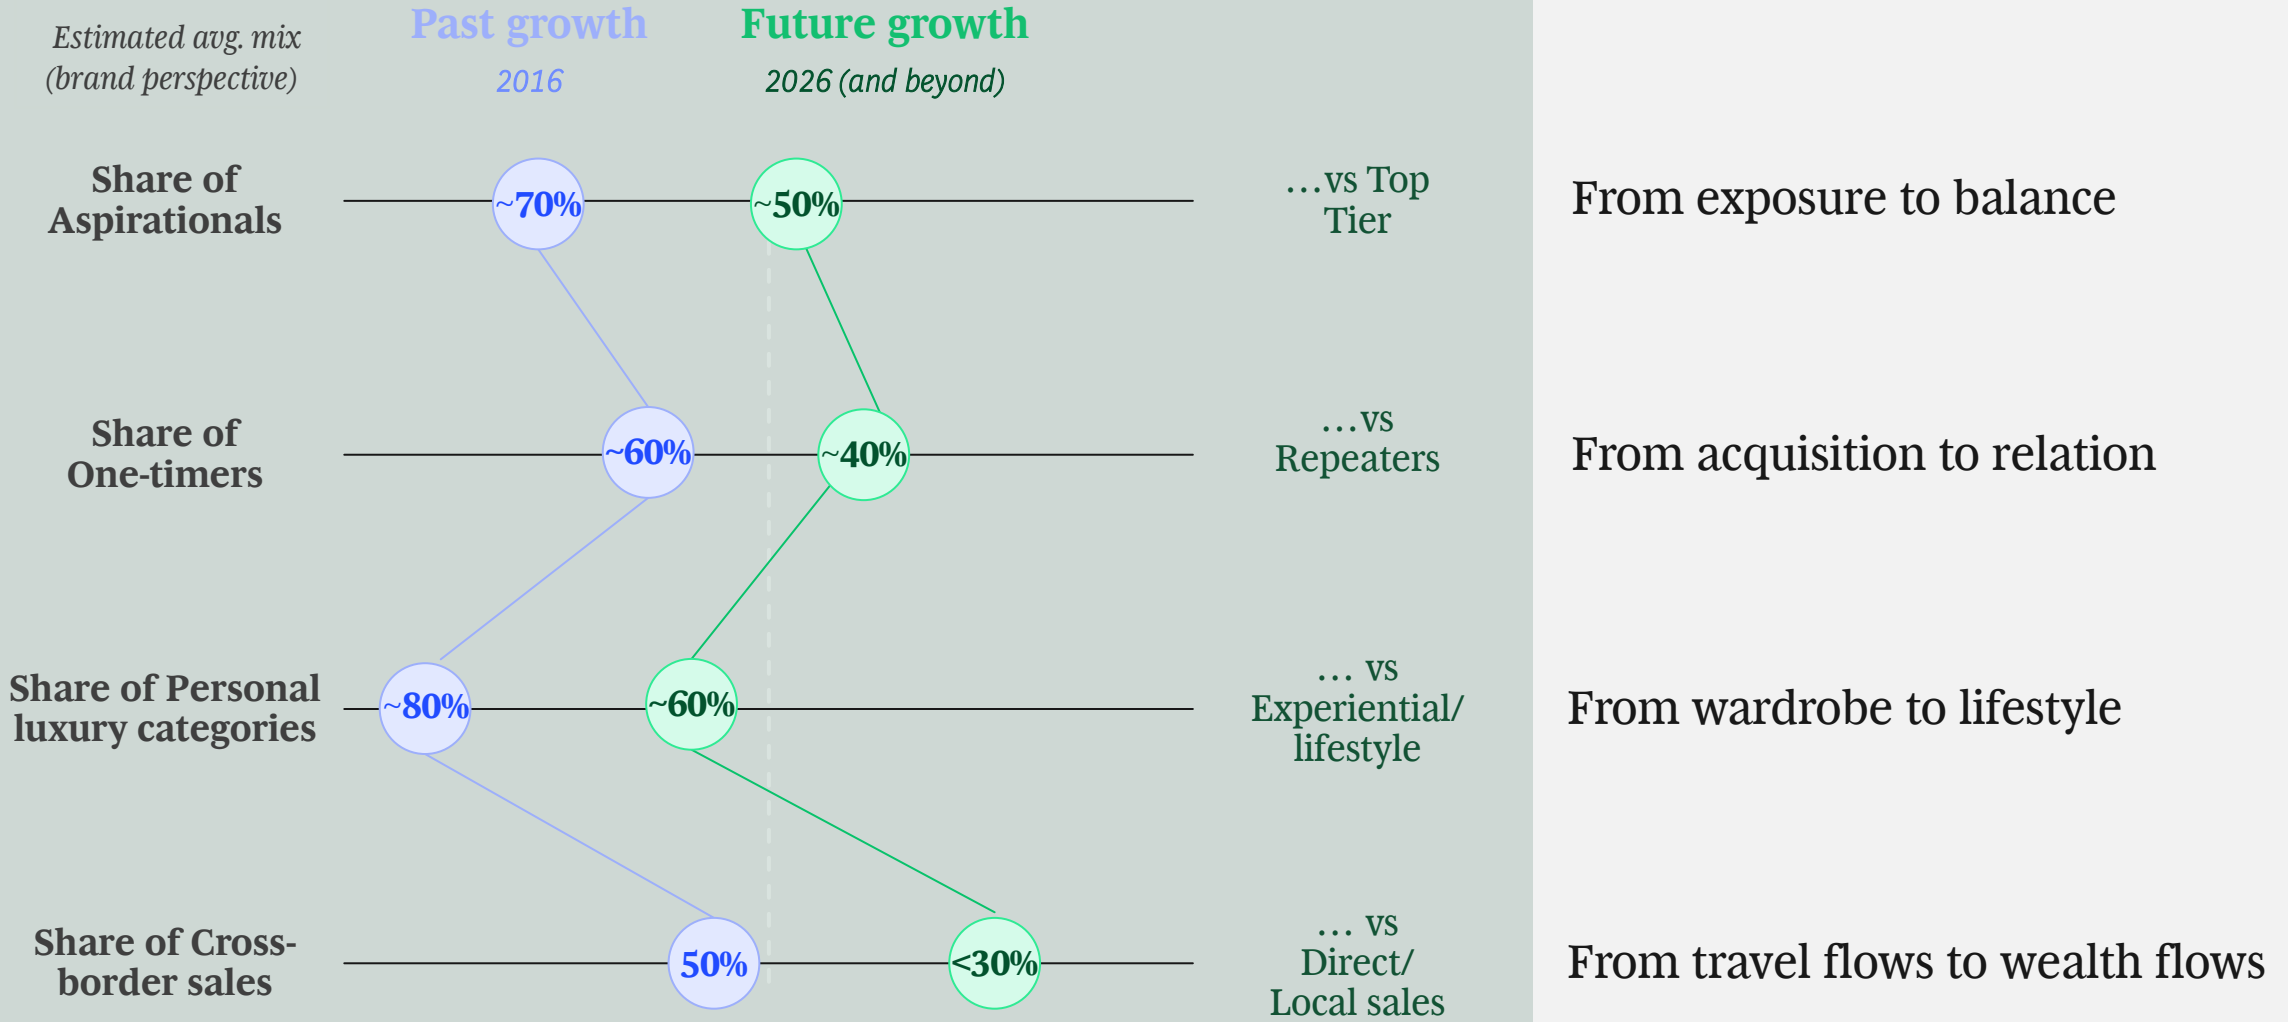 Estimated avg. mix
(brand perspective)
Past growth
2016
Future growth
2026 (and beyond)
Share of
Aspirationals
~70%
~50%
…vs Top
Tier
From exposure to balance
Share of
One-timers
~60%
~40%
…vs
Repeaters
From acquisition to relation
Share of Personal
luxury categories
~80%
~60%
… vs
Experiential/
lifestyle
From wardrobe to lifestyle
Share of Cross-
border sales
50%
<30%
… vs
Direct/
Local sales
From travel flows to wealth flows